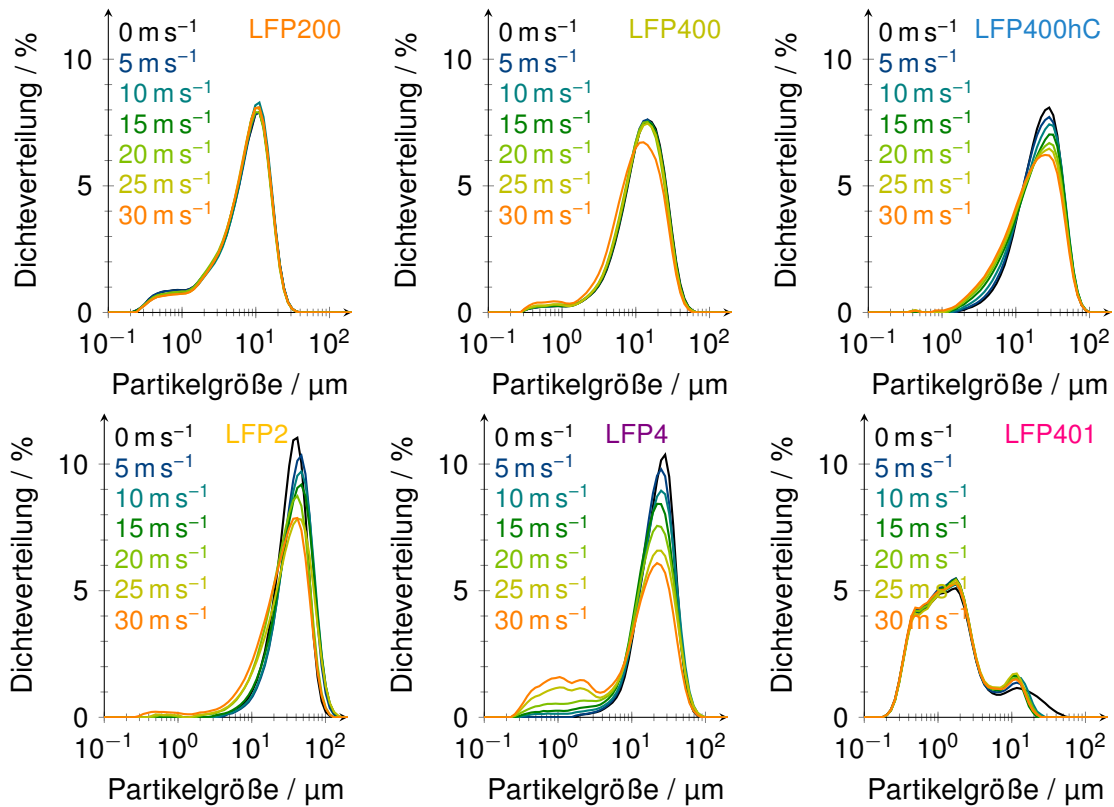 LFP200
Dichteverteilung / %
0 m s⁻¹
5 m s⁻¹
10 m s⁻¹
15 m s⁻¹
20 m s⁻¹
25 m s⁻¹
30 m s⁻¹
10
5
0
10⁻¹ 10⁰ 10¹ 10²
Partikelgröße / µm
LFP400
Dichteverteilung / %
0 m s⁻¹
5 m s⁻¹
10 m s⁻¹
15 m s⁻¹
20 m s⁻¹
25 m s⁻¹
30 m s⁻¹
10
5
0
10⁻¹ 10⁰ 10¹ 10²
Partikelgröße / µm
LFP400hC
Dichteverteilung / %
0 m s⁻¹
5 m s⁻¹
10 m s⁻¹
15 m s⁻¹
20 m s⁻¹
25 m s⁻¹
30 m s⁻¹
10
5
0
10⁻¹ 10⁰ 10¹ 10²
Partikelgröße / µm
LFP2
Dichteverteilung / %
0 m s⁻¹
5 m s⁻¹
10 m s⁻¹
15 m s⁻¹
20 m s⁻¹
25 m s⁻¹
30 m s⁻¹
10
5
0
10⁻¹ 10⁰ 10¹ 10²
Partikelgröße / µm
LFP4
Dichteverteilung / %
0 m s⁻¹
5 m s⁻¹
10 m s⁻¹
15 m s⁻¹
20 m s⁻¹
25 m s⁻¹
30 m s⁻¹
10
5
0
10⁻¹ 10⁰ 10¹ 10²
Partikelgröße / µm
LFP401
Dichteverteilung / %
0 m s⁻¹
5 m s⁻¹
10 m s⁻¹
15 m s⁻¹
20 m s⁻¹
25 m s⁻¹
30 m s⁻¹
10
5
0
10⁻¹ 10⁰ 10¹ 10²
Partikelgröße / µm